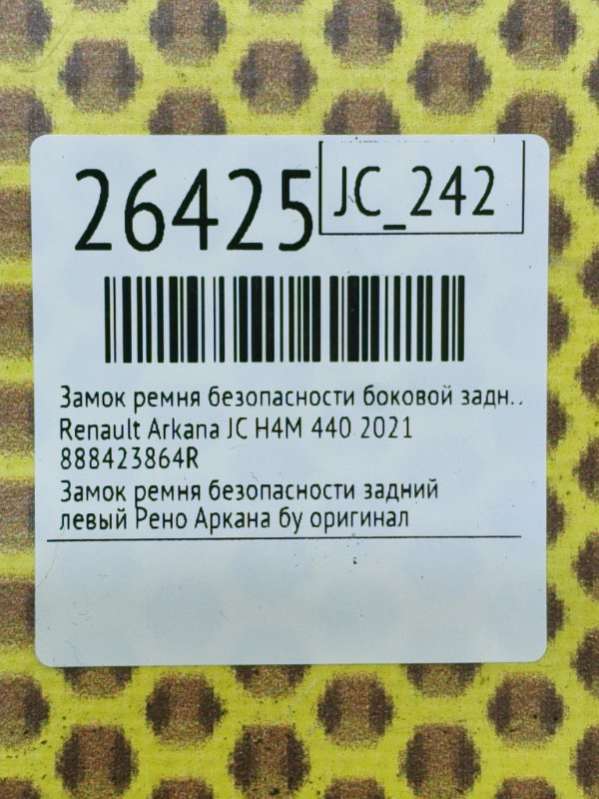 26425 JC_242
Замок ремня безопасности боковой задн..
Renault Arkana JC H4M 440 2021
888423864R
Замок ремня безопасности задний
левый Рено Аркана бу оригинал